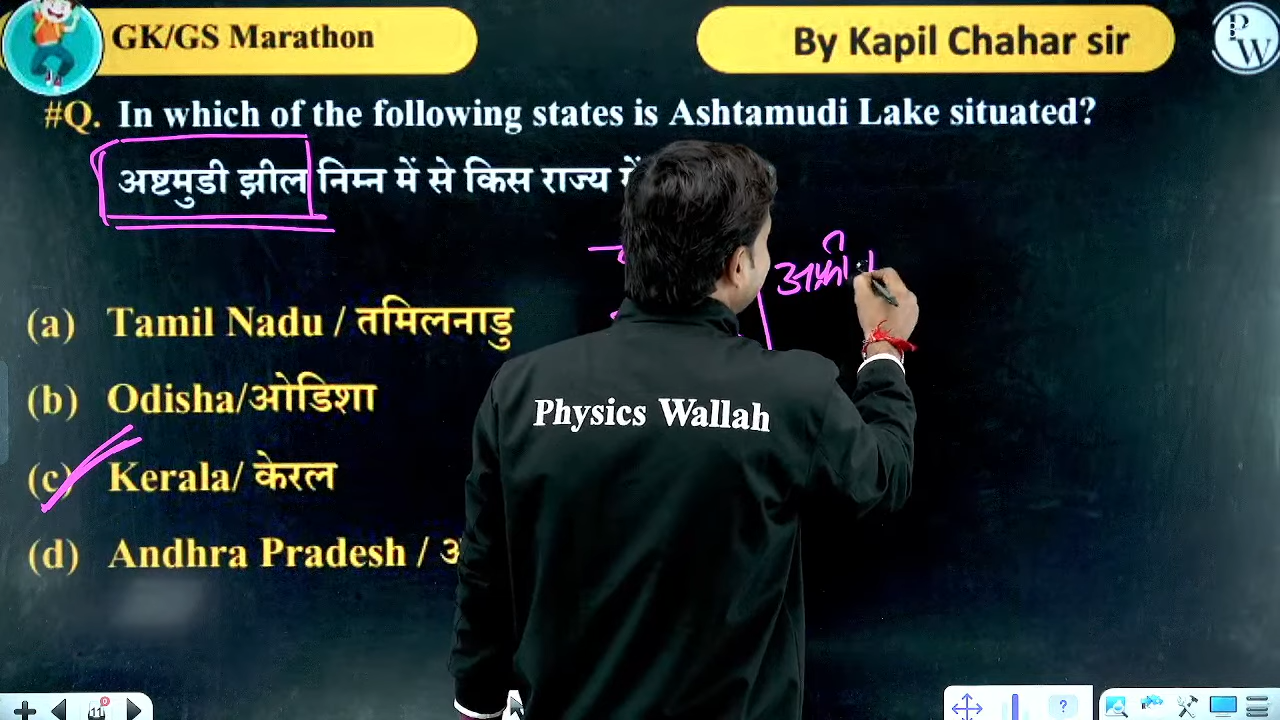 GK/GS Marathon
By Kapil Chahar sir
PW
#Q. In which of the following states is Ashtamudi Lake situated?
अष्टमुडी झील निम्न में से किस राज्य में
(a) Tamil Nadu / तमिलनाडु
(b) Odisha/ओडिशा
(c) Kerala/ केरल
(d) Andhra Pradesh /
Physics Wallah